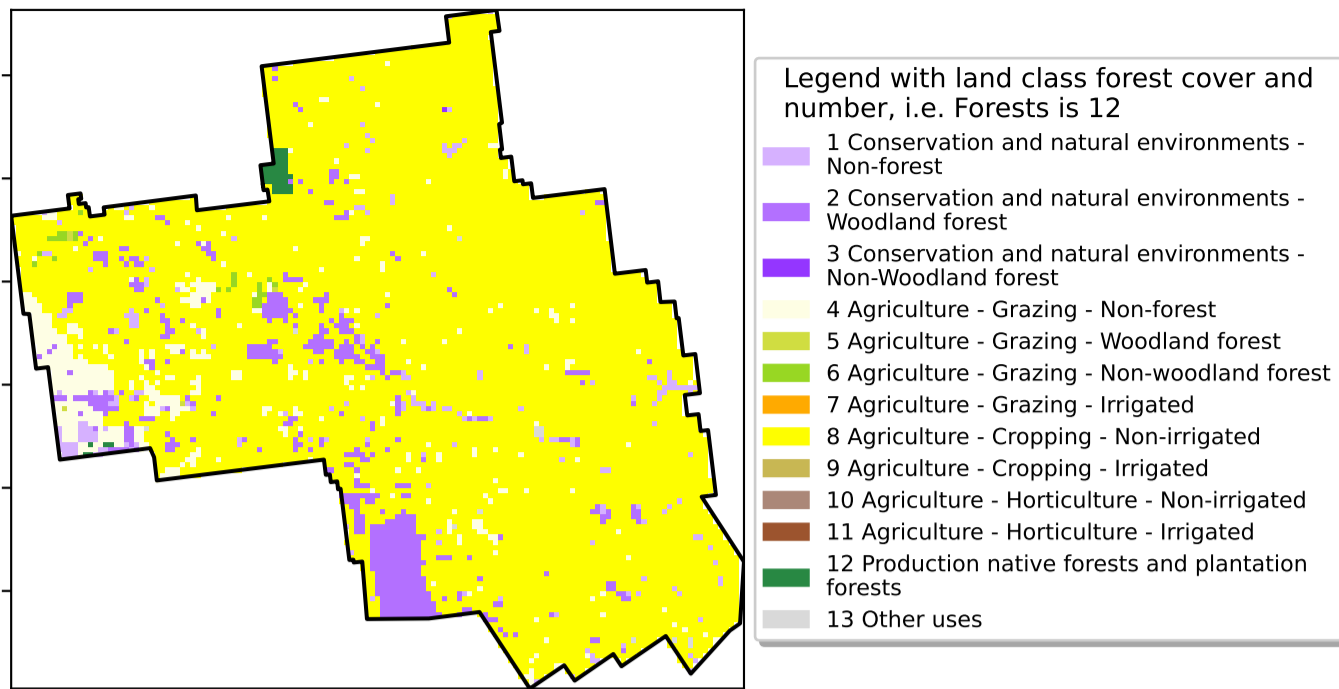 Legend with land class forest cover and
number, i.e. Forests is 12
1 Conservation and natural environments -
Non-forest
2 Conservation and natural environments -
Woodland forest
3 Conservation and natural environments -
Non-Woodland forest
4 Agriculture - Grazing - Non-forest
5 Agriculture - Grazing - Woodland forest
6 Agriculture - Grazing - Non-woodland forest
7 Agriculture - Grazing - Irrigated
8 Agriculture - Cropping - Non-irrigated
9 Agriculture - Cropping - Irrigated
10 Agriculture - Horticulture - Non-irrigated
11 Agriculture - Horticulture - Irrigated
12 Production native forests and plantation
forests
13 Other uses